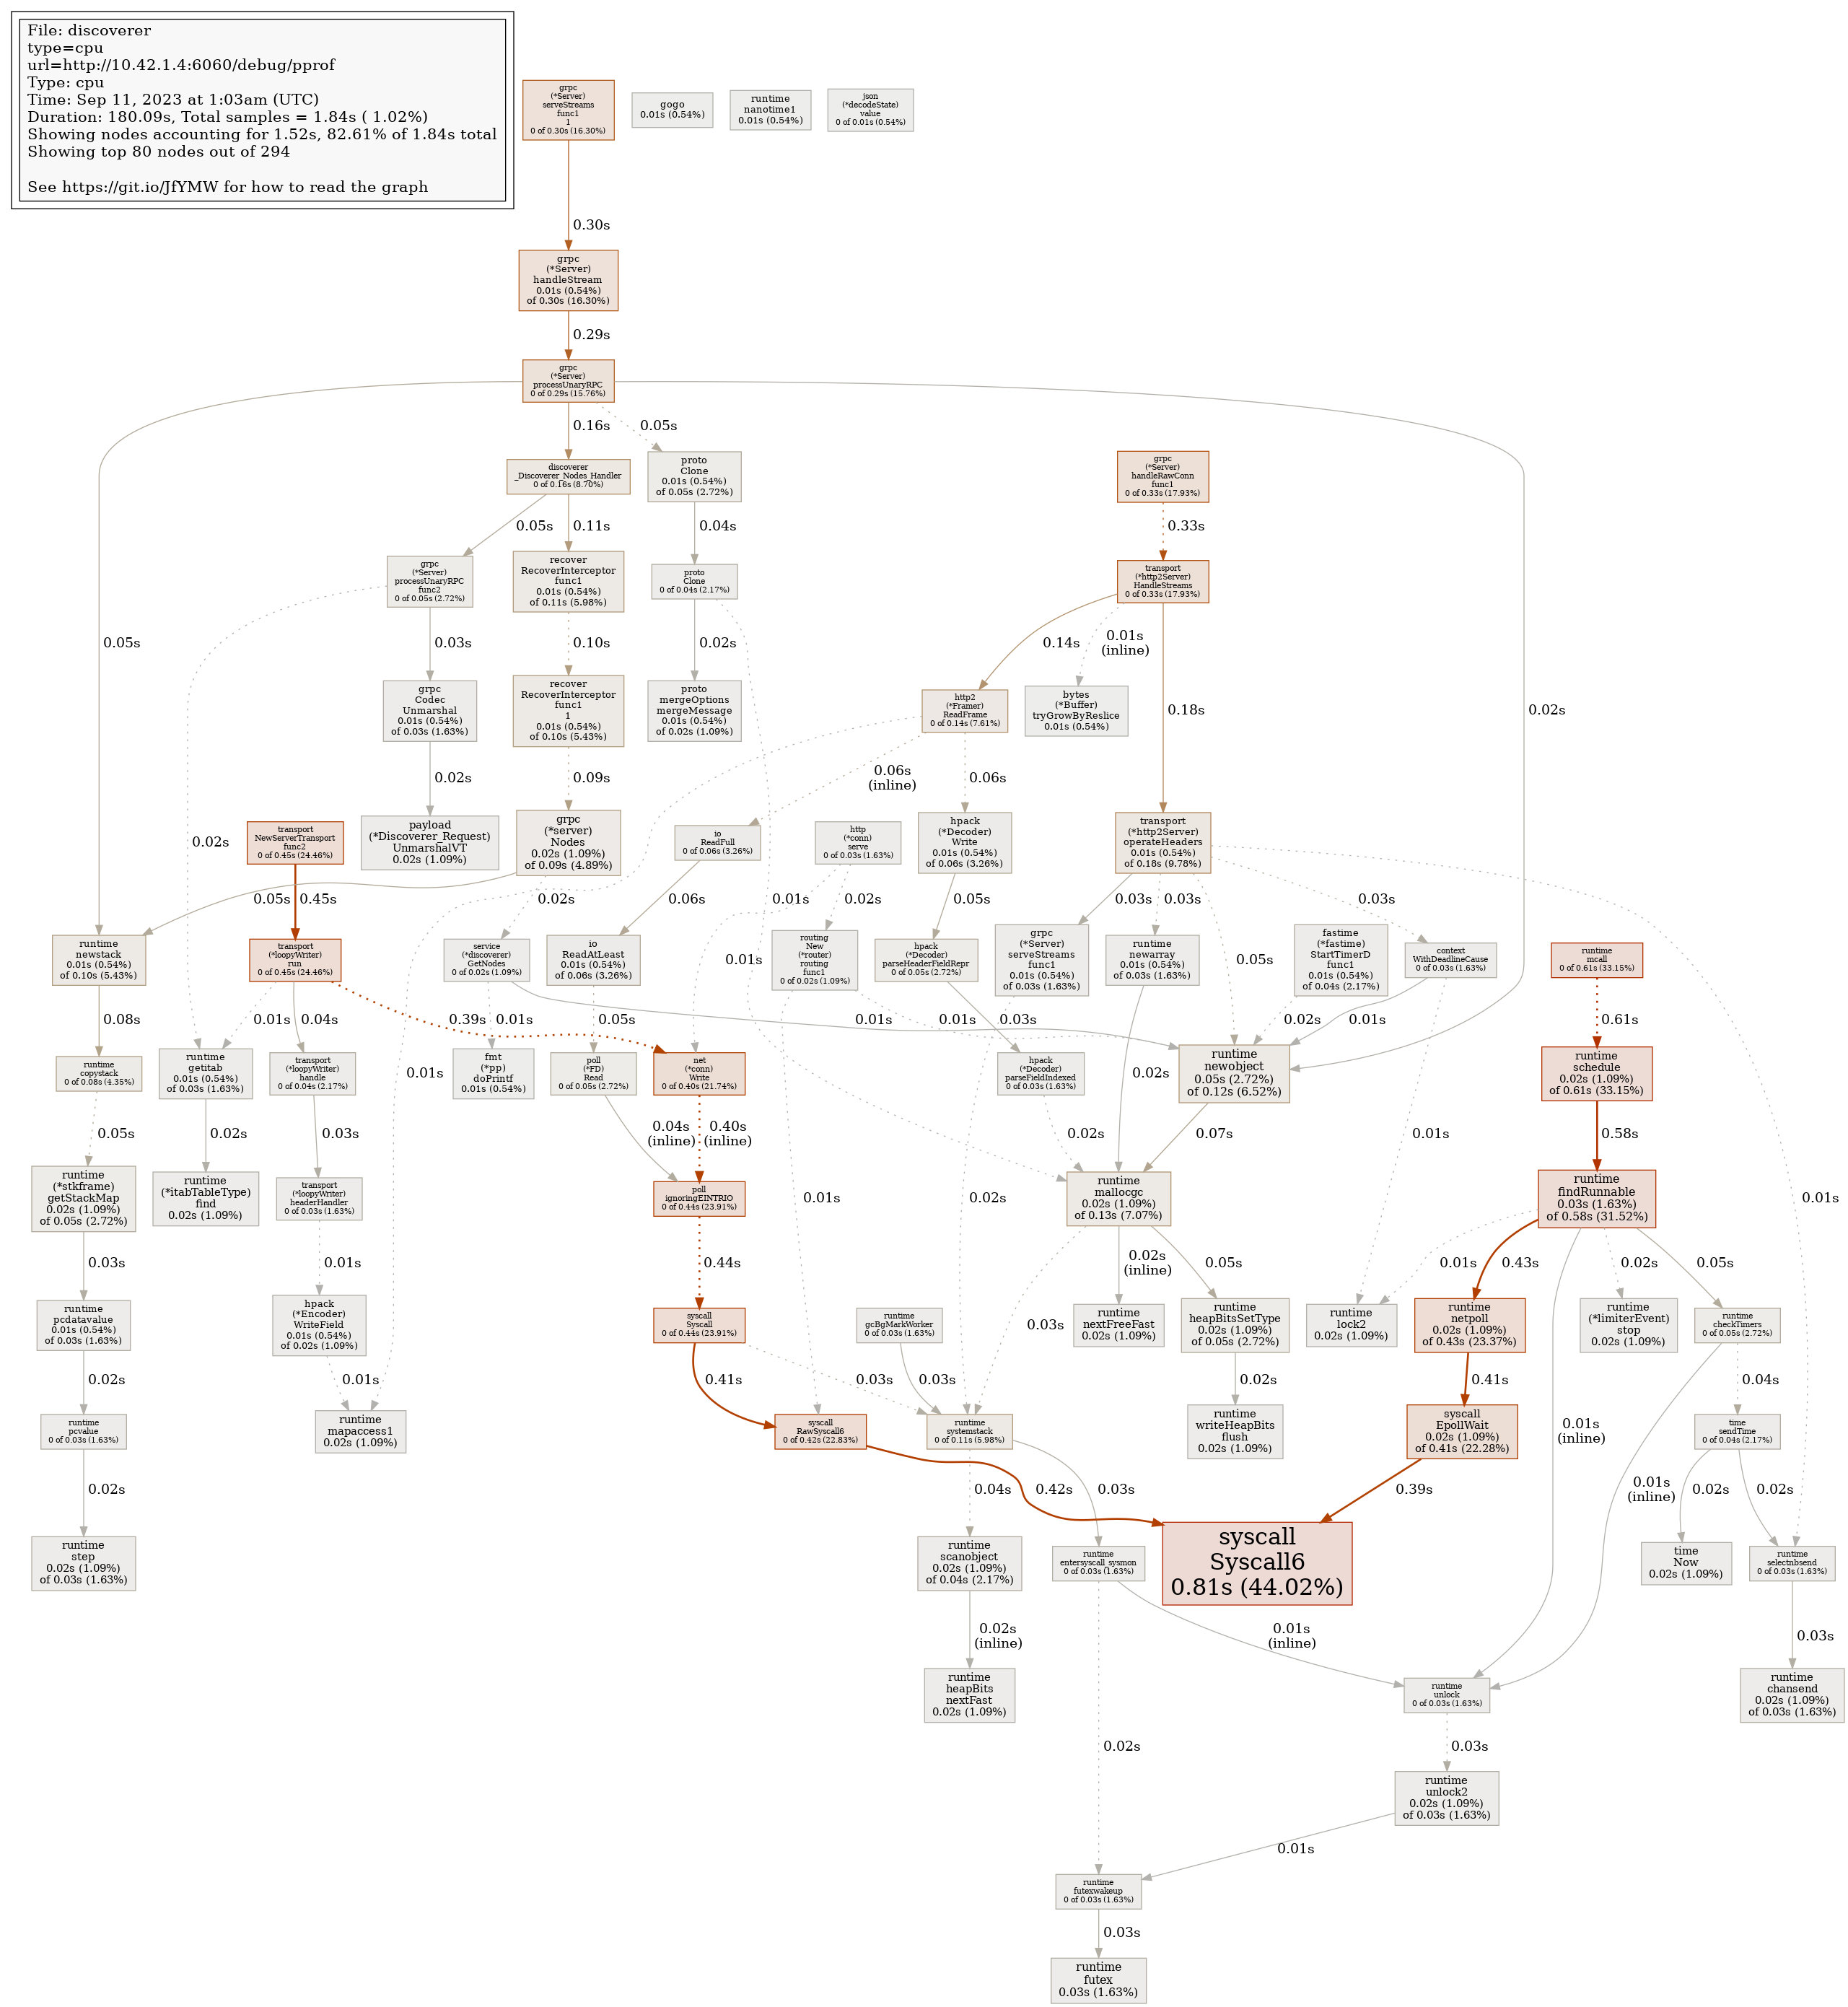 File: discoverer
type=cpu
url=http://10.42.1.4:6060/debug/pprof
Type: cpu
Time: Sep 11, 2023 at 1:03am (UTC)
Duration: 180.09s, Total samples = 1.84s ( 1.02%)
Showing nodes accounting for 1.52s, 82.61% of 1.84s total
Showing top 80 nodes out of 294
See https://git.io/JfYMW for how to read the graph
grpc
(*Server)
serveStreams
func1
1
0 of 0.30s (16.30%)
gogo
0.01s (0.54%)
runtime
nanotime1
0.01s (0.54%)
json
(*decodeState)
value
0 of 0.01s (0.54%)
0.30s
grpc
(*Server)
handleStream
0.01s (0.54%)
of 0.30s (16.30%)
0.29s
grpc
(*Server)
processUnaryRPC
0 of 0.29s (15.76%)
0.16s
0.05s
discoverer
_Discoverer_Nodes_Handler
0 of 0.16s (8.70%)
proto
Clone
0.01s (0.54%)
of 0.05s (2.72%)
grpc
(*Server)
handleRawConn
func1
0 of 0.33s (17.93%)
0.05s
0.11s
0.04s
0.33s
grpc
(*Server)
processUnaryRPC
func2
0 of 0.05s (2.72%)
recover
RecoverInterceptor
func1
0.01s (0.54%)
of 0.11s (5.98%)
proto
Clone
0 of 0.04s (2.17%)
transport
(*http2Server)
HandleStreams
0 of 0.33s (17.93%)
0.05s
0.03s
0.10s
0.02s
0.14s
0.01s
(inline)
0.18s
0.02s
grpc
Codec
Unmarshal
0.01s (0.54%)
of 0.03s (1.63%)
recover
RecoverInterceptor
func1
1
0.01s (0.54%)
of 0.10s (5.43%)
proto
mergeOptions
mergeMessage
0.01s (0.54%)
of 0.02s (1.09%)
http2
(*Framer)
ReadFrame
0 of 0.14s (7.61%)
bytes
(*Buffer)
tryGrowByReslice
0.01s (0.54%)
0.02s
0.09s
0.06s
(inline)
0.06s
transport
NewServerTransport
func2
0 of 0.45s (24.46%)
0.02s
payload
(*Discoverer_Request)
UnmarshalVT
0.02s (1.09%)
grpc
(*server)
Nodes
0.02s (1.09%)
of 0.09s (4.89%)
io
ReadFull
0 of 0.06s (3.26%)
http
(*conn)
serve
0 of 0.03s (1.63%)
hpack
(*Decoder)
Write
0.01s (0.54%)
of 0.06s (3.26%)
transport
(*http2Server)
operateHeaders
0.01s (0.54%)
of 0.18s (9.78%)
0.05s
0.45s
0.02s
0.06s
0.01s
0.02s
0.05s
0.03s
0.03s
0.03s
runtime
newstack
0.01s (0.54%)
of 0.10s (5.43%)
transport
(*loopyWriter)
run
0 of 0.45s (24.46%)
service
(*discoverer)
GetNodes
0 of 0.02s (1.09%)
io
ReadAtLeast
0.01s (0.54%)
of 0.06s (3.26%)
0.01s
routing
New
(*router)
routing
func1
0 of 0.02s (1.09%)
hpack
(*Decoder)
parseHeaderFieldRepr
0 of 0.05s (2.72%)
grpc
(*Server)
serveStreams
func1
0.01s (0.54%)
of 0.03s (1.63%)
runtime
newarray
0.01s (0.54%)
of 0.03s (1.63%)
0.05s
fastime
(*fastime)
StartTimerD
func1
0.01s (0.54%)
of 0.04s (2.17%)
context
WithDeadlineCause
0 of 0.03s (1.63%)
runtime
mcall
0 of 0.61s (33.15%)
0.08s
0.01s
0.04s
0.39s
0.01s
0.05s
0.01s
0.01s
0.03s
0.02s
0.01s
0.61s
runtime
copystack
0 of 0.08s (4.35%)
runtime
getitab
0.01s (0.54%)
of 0.03s (1.63%)
transport
(*loopyWriter)
handle
0 of 0.04s (2.17%)
0.01s
fmt
(*pp)
doPrintf
0.01s (0.54%)
poll
(*FD)
Read
0 of 0.05s (2.72%)
net
(*conn)
Write
0 of 0.40s (21.74%)
hpack
(*Decoder)
parseFieldIndexed
0 of 0.03s (1.63%)
0.02s
runtime
newobject
0.05s (2.72%)
of 0.12s (6.52%)
runtime
schedule
0.02s (1.09%)
of 0.61s (33.15%)
0.05s
0.02s
0.03s
0.04s
(inline)
0.40s
(inline)
0.02s
0.07s
0.01s
0.58s
runtime
(*stkframe)
getStackMap
0.02s (1.09%)
of 0.05s (2.72%)
runtime
(*itabTableType)
find
0.02s (1.09%)
transport
(*loopyWriter)
headerHandler
0 of 0.03s (1.63%)
poll
ignoringEINTRIO
0 of 0.44s (23.91%)
0.01s
0.02s
runtime
mallocgc
0.02s (1.09%)
of 0.13s (7.07%)
runtime
findRunnable
0.03s (1.63%)
of 0.58s (31.52%)
0.01s
0.03s
0.01s
0.44s
0.02s
(inline)
0.05s
0.01s
0.43s
0.02s
0.05s
runtime
pcdatavalue
0.01s (0.54%)
of 0.03s (1.63%)
hpack
(*Encoder)
WriteField
0.01s (0.54%)
of 0.02s (1.09%)
syscall
Syscall
0 of 0.44s (23.91%)
runtime
gcBgMarkWorker
0 of 0.03s (1.63%)
0.03s
runtime
nextFreeFast
0.02s (1.09%)
runtime
heapBitsSetType
0.02s (1.09%)
of 0.05s (2.72%)
runtime
lock2
0.02s (1.09%)
runtime
netpoll
0.02s (1.09%)
of 0.43s (23.37%)
runtime
(*limiterEvent)
stop
0.02s (1.09%)
runtime
checkTimers
0 of 0.05s (2.72%)
0.02s
0.01s
0.41s
0.03s
0.03s
0.02s
0.41s
0.01s
(inline)
0.04s
runtime
pcvalue
0 of 0.03s (1.63%)
runtime
mapaccess1
0.02s (1.09%)
syscall
RawSyscall6
0 of 0.42s (22.83%)
runtime
systemstack
0 of 0.11s (5.98%)
runtime
writeHeapBits
flush
0.02s (1.09%)
syscall
EpollWait
0.02s (1.09%)
of 0.41s (22.28%)
time
sendTime
0 of 0.04s (2.17%)
0.02s
0.04s
0.42s
0.03s
0.39s
0.01s
(inline)
0.02s
0.02s
runtime
step
0.02s (1.09%)
of 0.03s (1.63%)
runtime
scanobject
0.02s (1.09%)
of 0.04s (2.17%)
runtime
entersyscall_sysmon
0 of 0.03s (1.63%)
syscall
Syscall6
0.81s (44.02%)
time
Now
0.02s (1.09%)
runtime
selectnbsend
0 of 0.03s (1.63%)
0.02s
(inline)
0.01s
(inline)
0.03s
runtime
heapBits
nextFast
0.02s (1.09%)
runtime
unlock
0 of 0.03s (1.63%)
runtime
chansend
0.02s (1.09%)
of 0.03s (1.63%)
0.02s
0.03s
runtime
unlock2
0.02s (1.09%)
of 0.03s (1.63%)
0.01s
runtime
futexwakeup
0 of 0.03s (1.63%)
0.03s
runtime
futex
0.03s (1.63%)